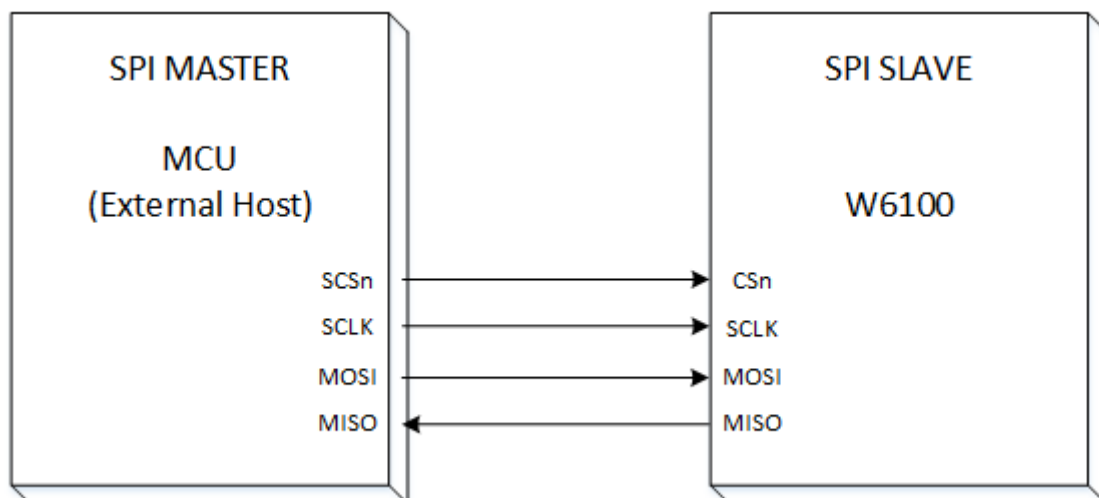 SPI MASTER
MCU
(External Host)
SCSn
SCLK
MOSI
MISO
SPI SLAVE
W6100
CSn
SCLK
MOSI
MISO